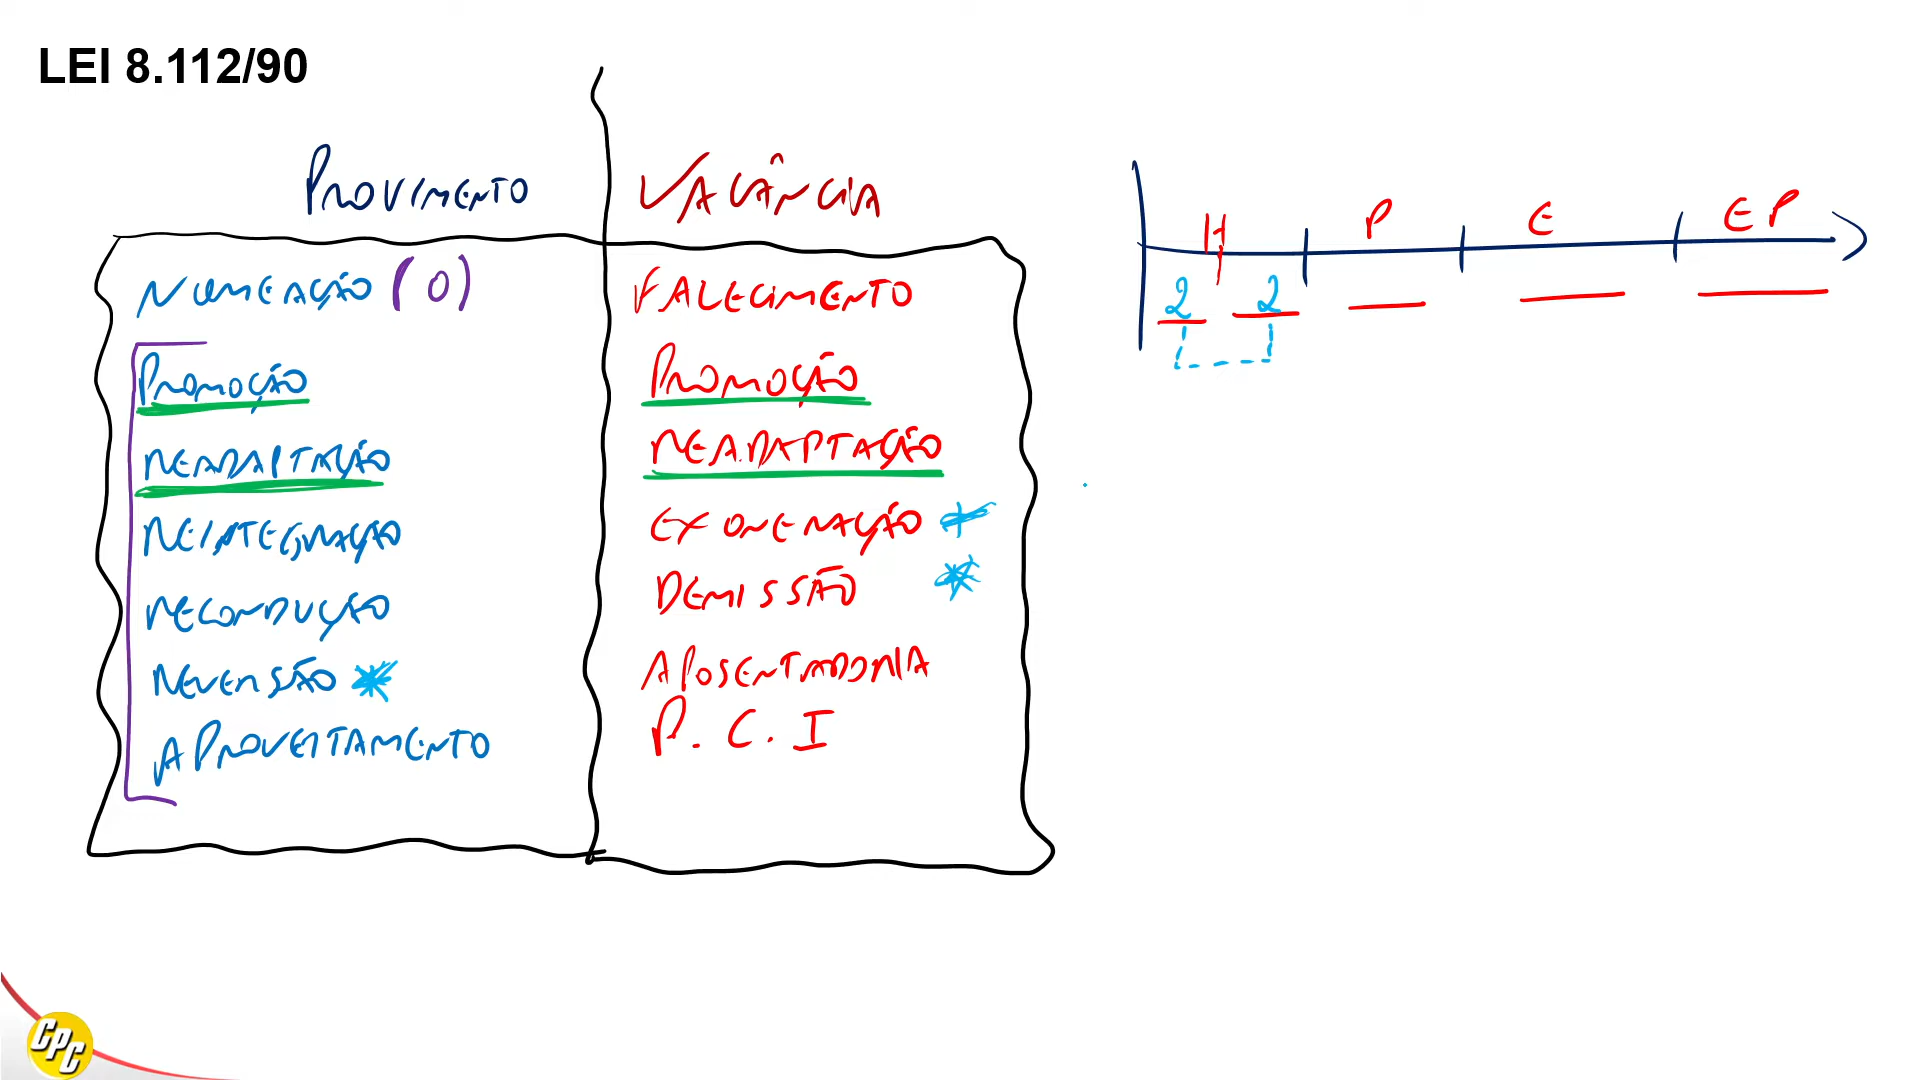 LEI 8.112/90
PROVIMENTO
VACÂNCIA
NOMEAÇÃO (O)
PROMOÇÃO
READAPTAÇÃO
REINTEGRAÇÃO
RECONDUÇÃO
REVERSÃO *
APROVEITAMENTO
FALECIMENTO
PROMOÇÃO
READAPTAÇÃO
EXONERAÇÃO *
DEMISSÃO *
APOSENTADORIA
P. C. I
H P E EP
2 2
CPC